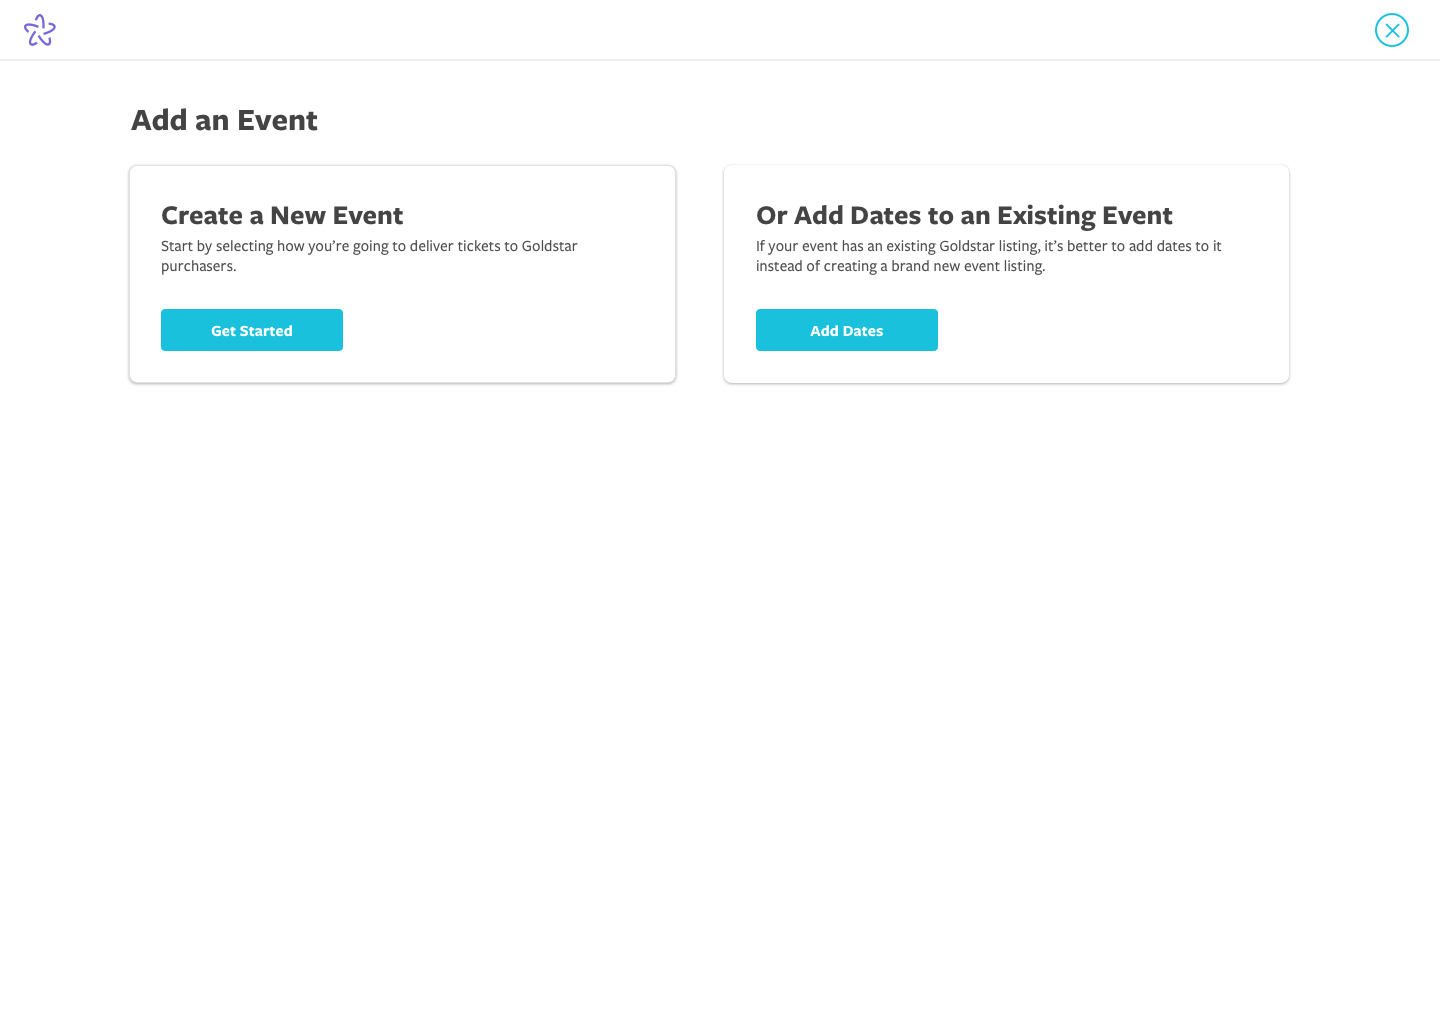 Add an Event
Create a New Event
Start by selecting how you’re going to deliver tickets to Goldstar
purchasers.
Get Started
Or Add Dates to an Existing Event
If your event has an existing Goldstar listing, it’s better to add dates to it
instead of creating a brand new event listing.
Add Dates